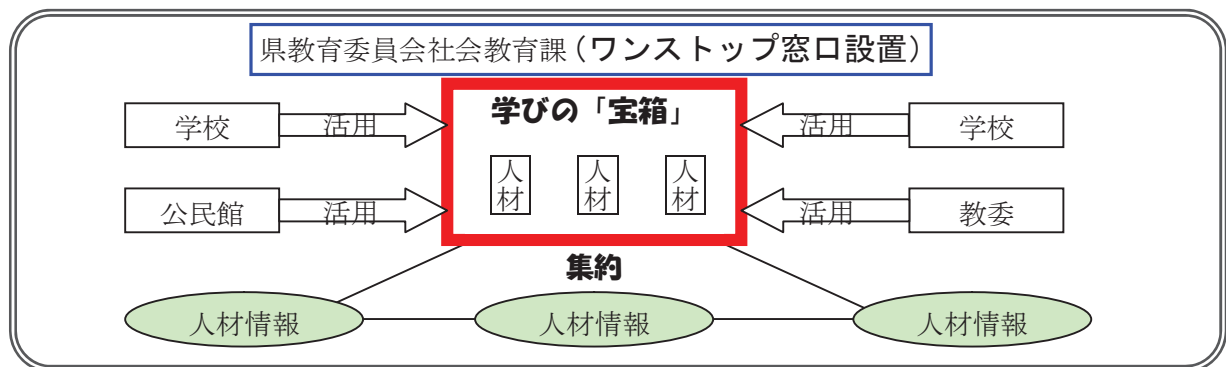 県教育委員会社会教育課(ワンストップ窓口設置)
学びの「宝箱」
学校
活用
活用
学校
人材
人材
人材
公民館
活用
活用
教委
集約
人材情報
人材情報
人材情報